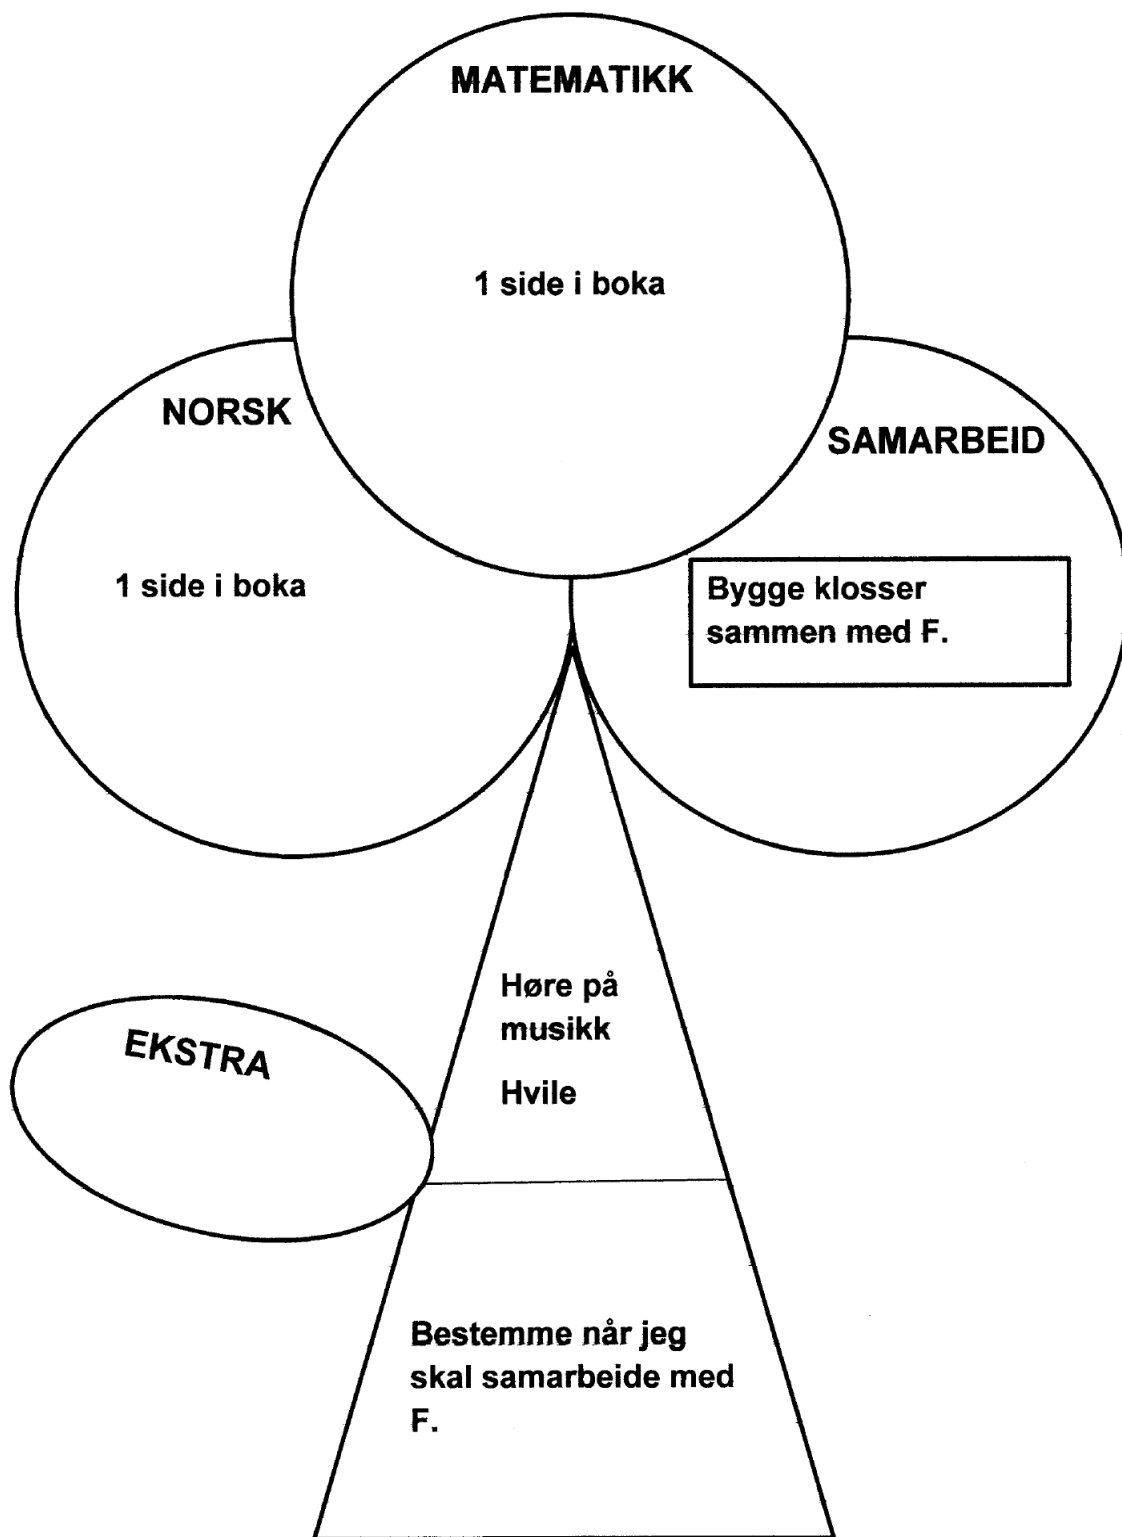 MATEMATIKK
1 side i boka
NORSK
1 side i boka
SAMARBEID
Bygge klosser
sammen med F.
Høre på
musikk
Hvile
EKSTRA
Bestemme når jeg
skal samarbeide med
F.